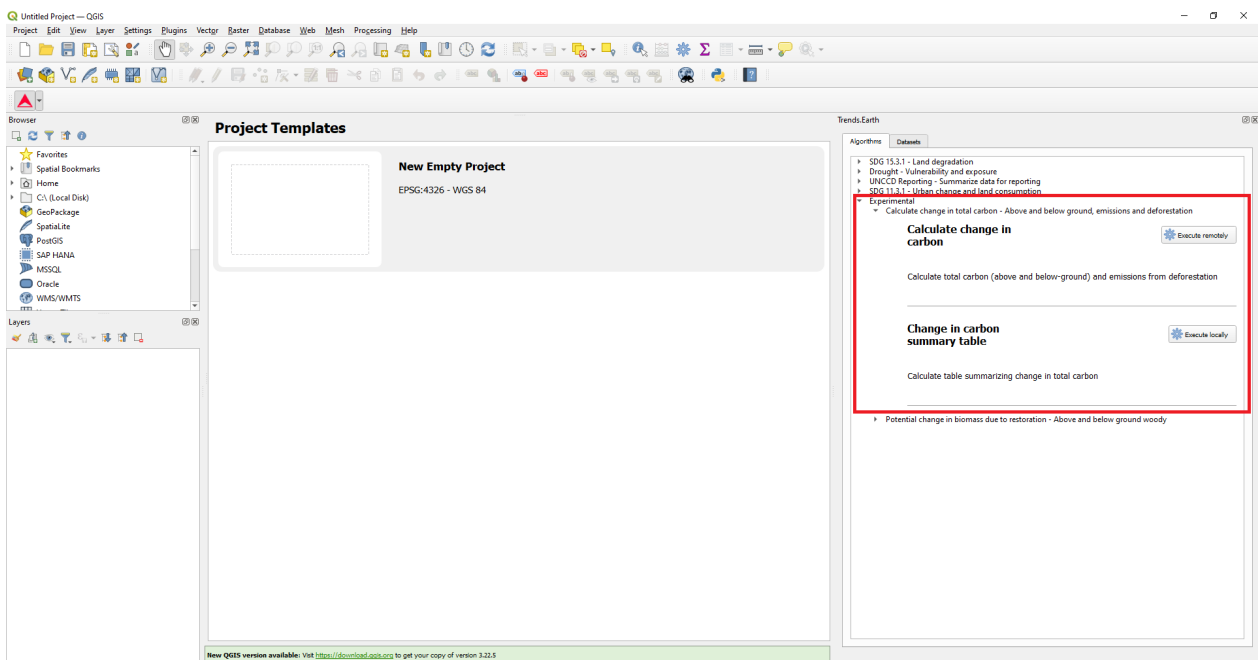 Untitled Project — QGIS
Project Edit View Layer Settings Plugins Vector Raster Database Web Mesh Processing Help
Browser
Favorites
Spatial Bookmarks
Home
C:\ (Local Disk)
GeoPackage
SpatiaLite
PostGIS
SAP HANA
MSSQL
Oracle
WMS/WMTS
Layers
Project Templates
New Empty Project
EPSG:4326 - WGS 84
New QGIS version available: Visit https://download.qgis.org to get your copy of version 3.22.5
Trends.Earth
Algorithms Datasets
SDG 15.3.1 - Land degradation
Drought - Vulnerability and exposure
UNCCD Reporting - Summarize data for reporting
SDG 11.3.1 - Urban change and land consumption
Experimental
Calculate change in total carbon - Above and below ground, emissions and deforestation
Calculate change in
carbon
Execute remotely
Calculate total carbon (above and below-ground) and emissions from deforestation
Change in carbon
summary table
Execute locally
Calculate table summarizing change in total carbon
Potential change in biomass due to restoration - Above and below ground woody